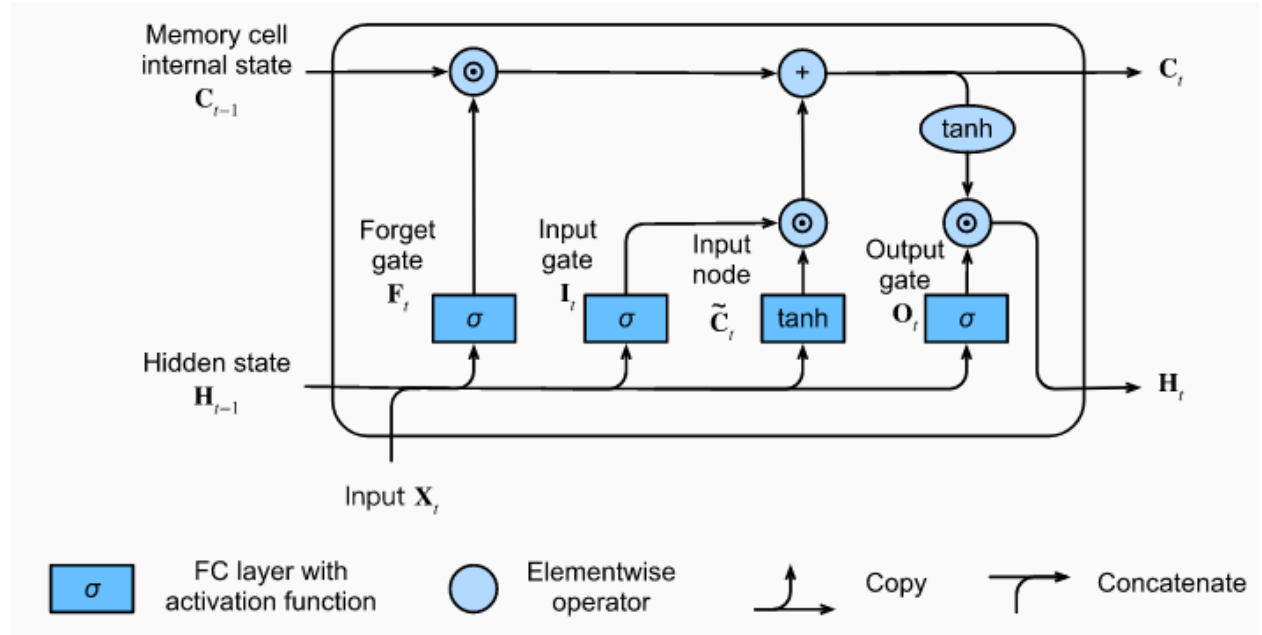 Memory cell
internal state
C_{t−1}
⊙
+
C_t
tanh
Forget
gate
F_t
Input
gate
I_t
Input
node
C̃_t
⊙
Output
gate
O_t
⊙
σ
σ
tanh
σ
Hidden state
H_{t−1}
H_t
Input X_t
σ
FC layer with
activation function
Elementwise
operator
Copy
Concatenate